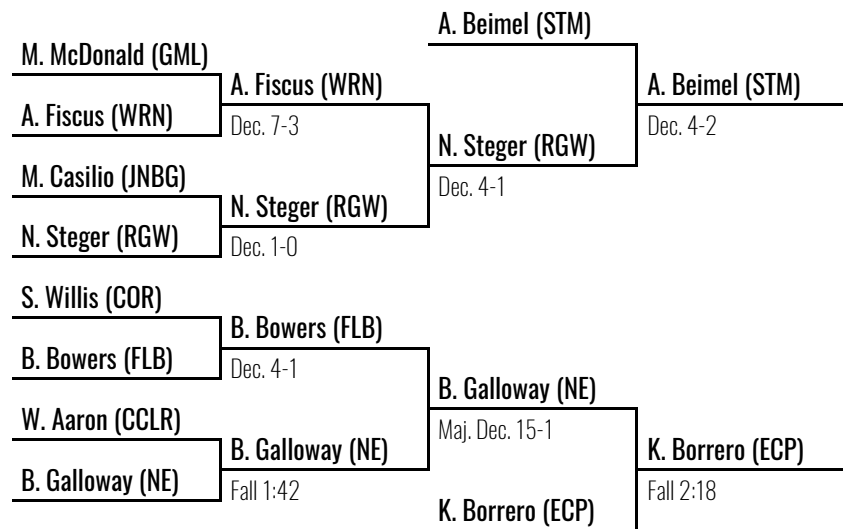 A. Beimel (STM)
M. McDonald (GML)
A. Fiscus (WRN)
A. Beimel (STM)
A. Fiscus (WRN)
Dec. 7-3
Dec. 4-2
N. Steger (RGW)
M. Casilio (JNBG)
Dec. 4-1
N. Steger (RGW)
N. Steger (RGW)
Dec. 1-0
S. Willis (COR)
B. Bowers (FLB)
B. Bowers (FLB)
Dec. 4-1
B. Galloway (NE)
W. Aaron (CCLR)
Maj. Dec. 15-1
B. Galloway (NE)
K. Borrero (ECP)
B. Galloway (NE)
Fall 1:42
Fall 2:18
K. Borrero (ECP)